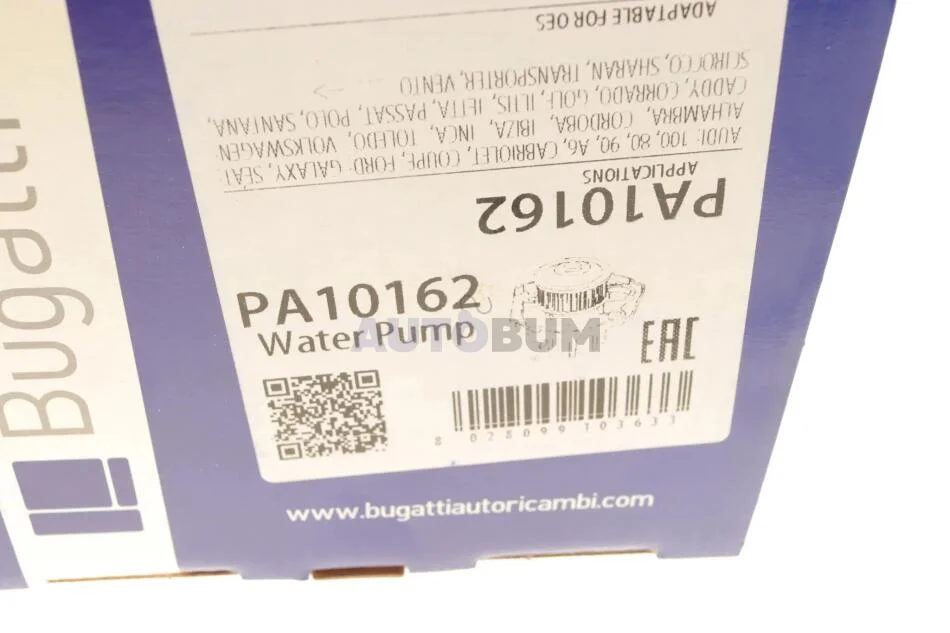 ADAPTABLE FOR OES
PA10162
APPLICATIONS
AUDI: 100, 80, 90, A6, CABRIOLET, COUPE, FORD: GALAXY, SEAT:
ALHAMBRA, CORDOBA, IBIZA, INCA, TOLEDO, VOLKSWAGEN:
CADDY, CORRADO, GOLF, ILTIS, JETTA, PASSAT, POLO, SANTANA,
SCIROCCO, SHARAN, TRANSPORTER, VENTO
PA10162
Water Pump
AUTOBUM
EAC
8 028099 103633
www.bugattiautoricambi.com
Bugatti